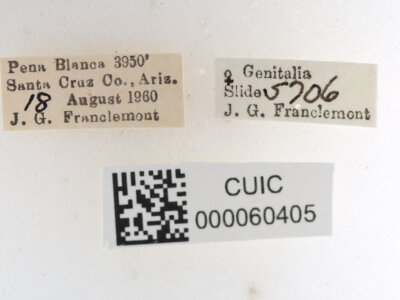 Pena Blanca 3950'
Santa Cruz Co., Ariz.
18 August 1960
J. G. Franclemont
♀ Genitalia
Slide 5706
J. G. Franclemont
CUIC
000060405